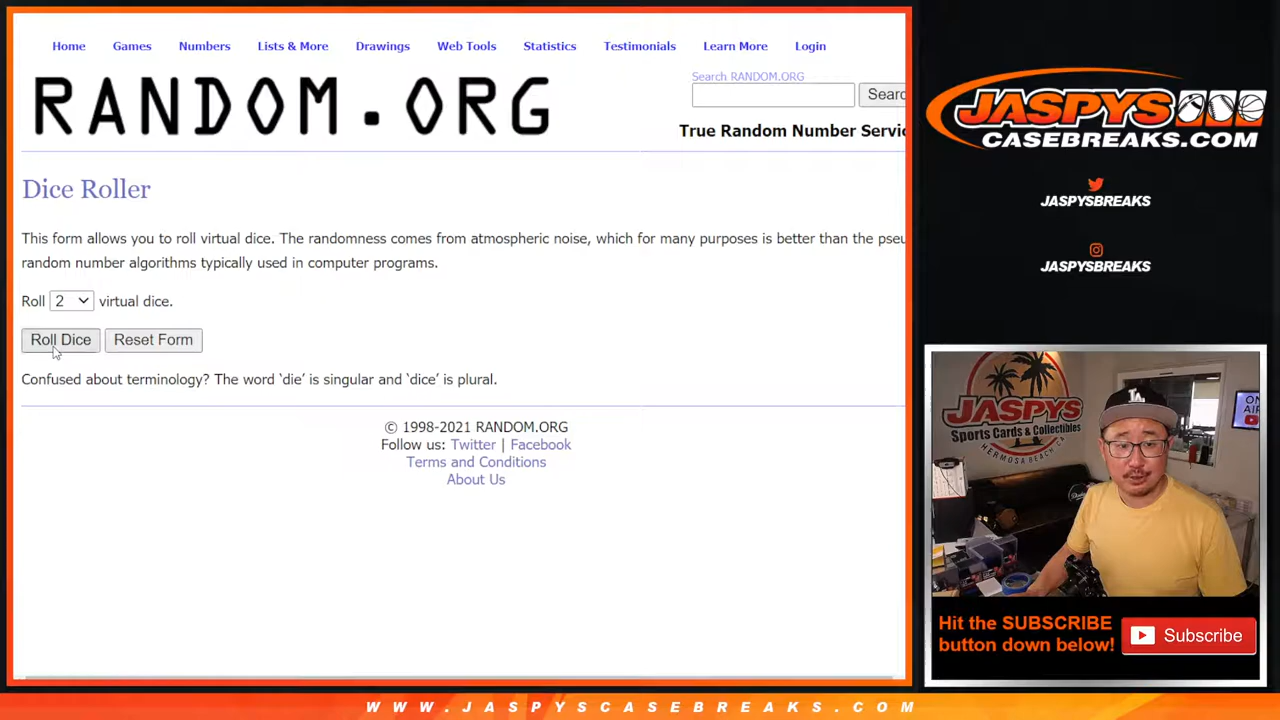 Home Games Numbers Lists & More Drawings Web Tools Statistics Testimonials Learn More Login
RANDOM.ORG
Search RANDOM.ORG
Searc
True Random Number Servic
Dice Roller
This form allows you to roll virtual dice. The randomness comes from atmospheric noise, which for many purposes is better than the pseu
random number algorithms typically used in computer programs.
Roll 2 virtual dice.
Roll Dice Reset Form
Confused about terminology? The word ‘die’ is singular and ‘dice’ is plural.
© 1998-2021 RANDOM.ORG
Follow us: Twitter | Facebook
Terms and Conditions
About Us
JASPYS
CASEBREAKS.COM
JASPYSBREAKS
JASPYSBREAKS
JASPYS
Sports Cards & Collectibles
HERMOSA BEACH, CA
LA
ON
AIR
Hit the SUBSCRIBE
button down below!
Subscribe
WWW.JASPYSCASEBREAKS.COM